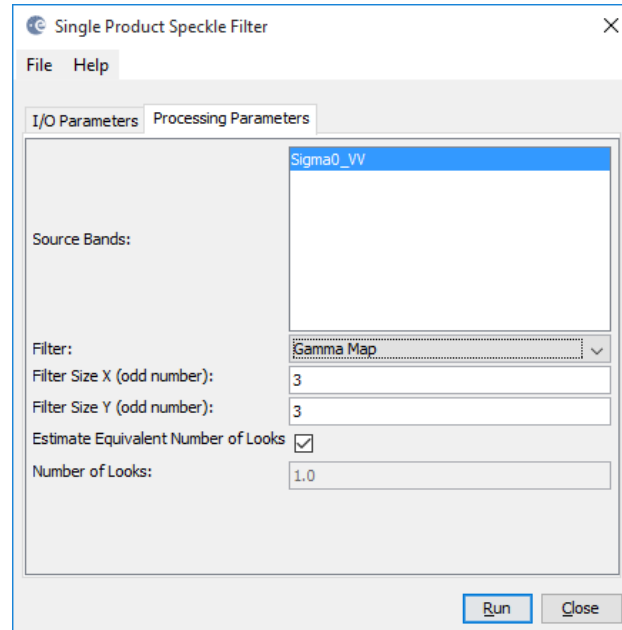 Single Product Speckle Filter
File Help
I/O Parameters Processing Parameters
Sigma0_VV
Source Bands:
Filter: Gamma Map
Filter Size X (odd number): 3
Filter Size Y (odd number): 3
Estimate Equivalent Number of Looks
Number of Looks: 1.0
Run Close